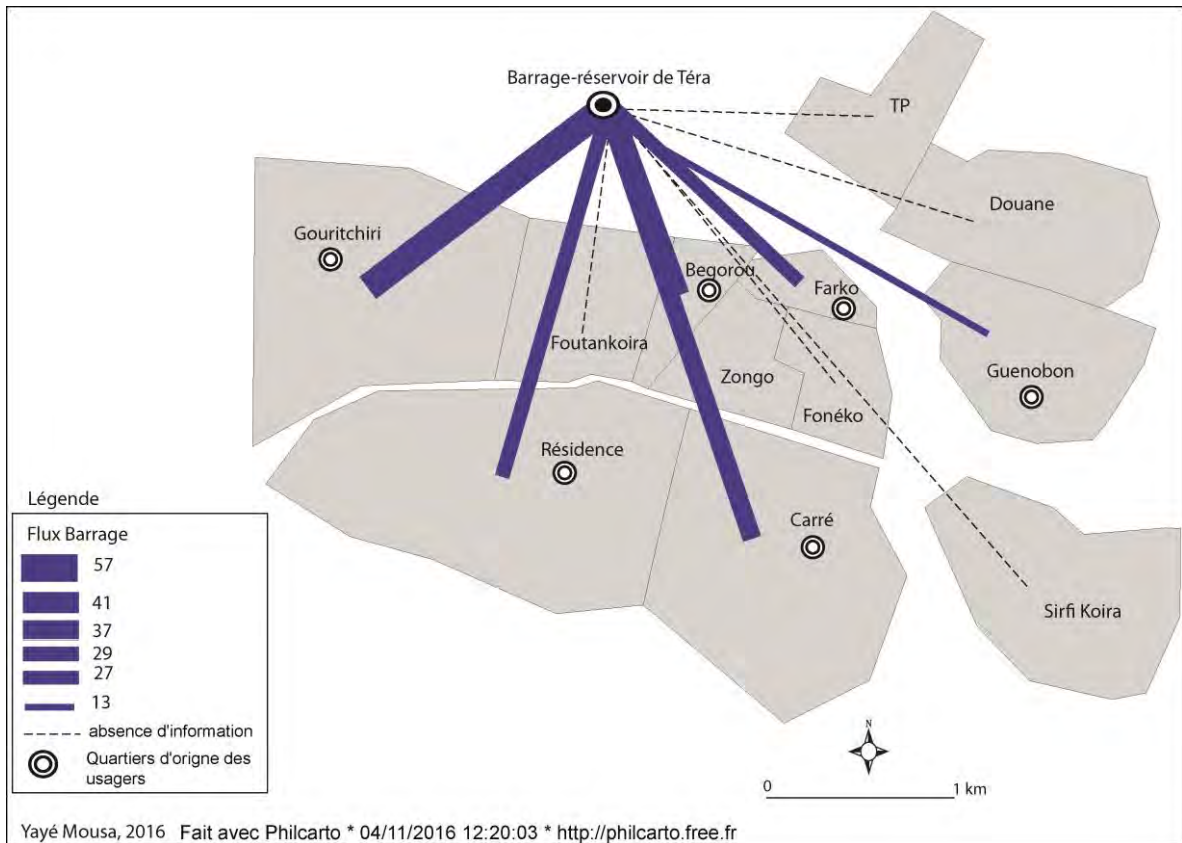 Barrage-réservoir de Téra
TP
Douane
Gouritchiri
Begorou
Farko
Foutankoira
Zongo
Guenobon
Fonéko
Résidence
Carré
Sirfi Koira
Légende
Flux Barrage
57
41
37
29
27
13
absence d'information
Quartiers d'origne des
usagers
N
0 1 km
Yayé Mousa, 2016 Fait avec Philcarto * 04/11/2016 12:20:03 * http://philcarto.free.fr